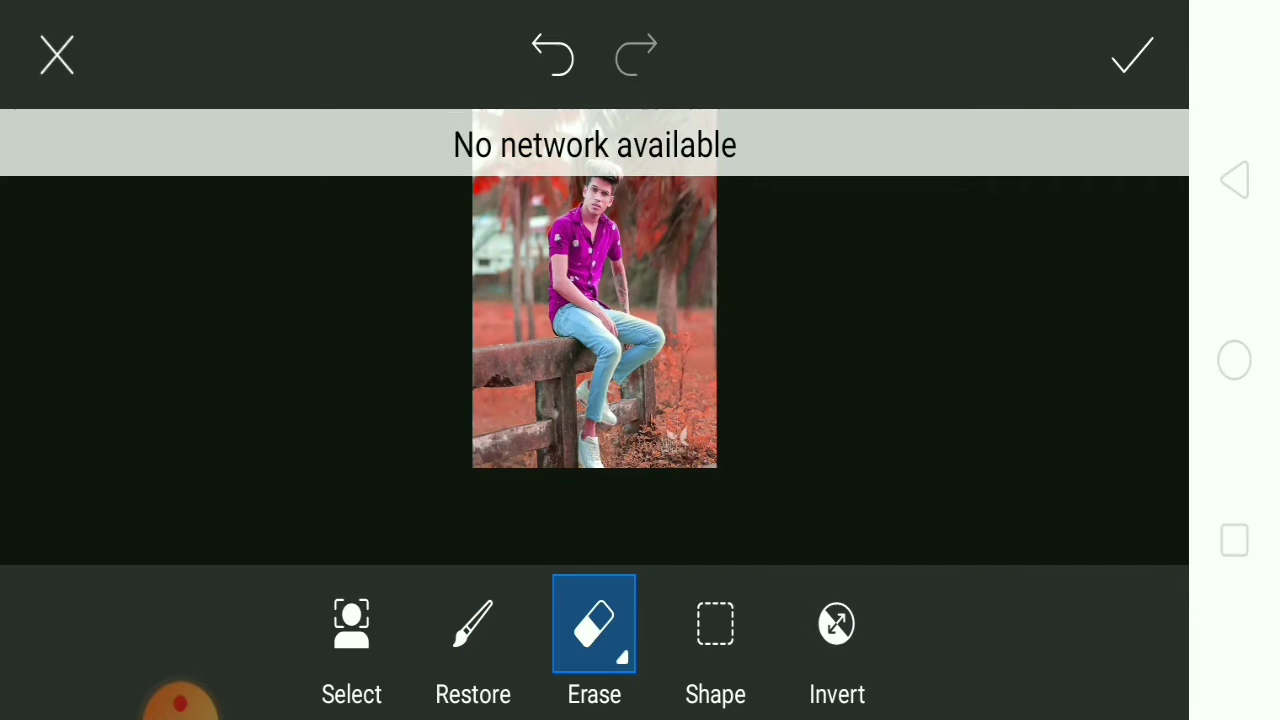 No network available
Select
Restore
Erase
Shape
Invert